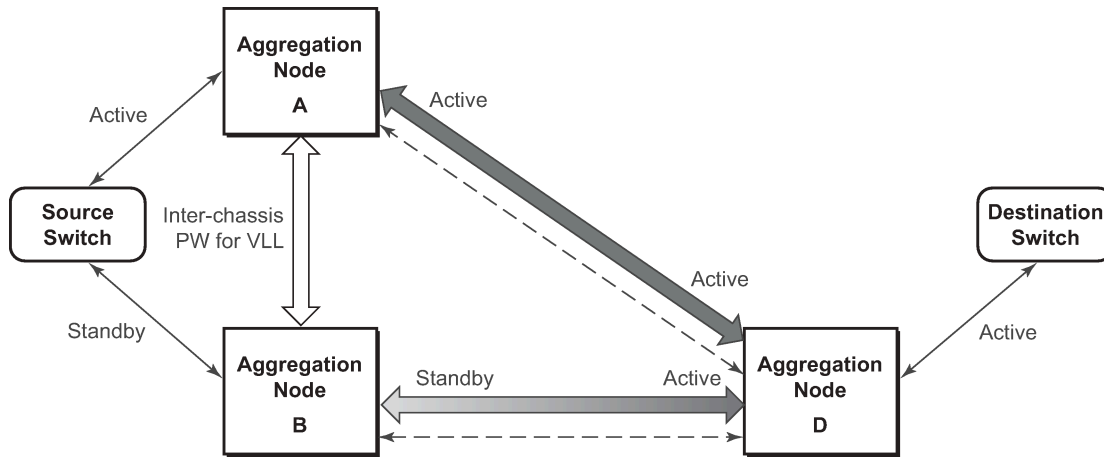 Aggregation
Node
A
Active
Active
Source
Switch
Inter-chassis
PW for VLL
Destination
Switch
Active
Standby
Active
Aggregation
Node
B
Standby
Active
Aggregation
Node
D